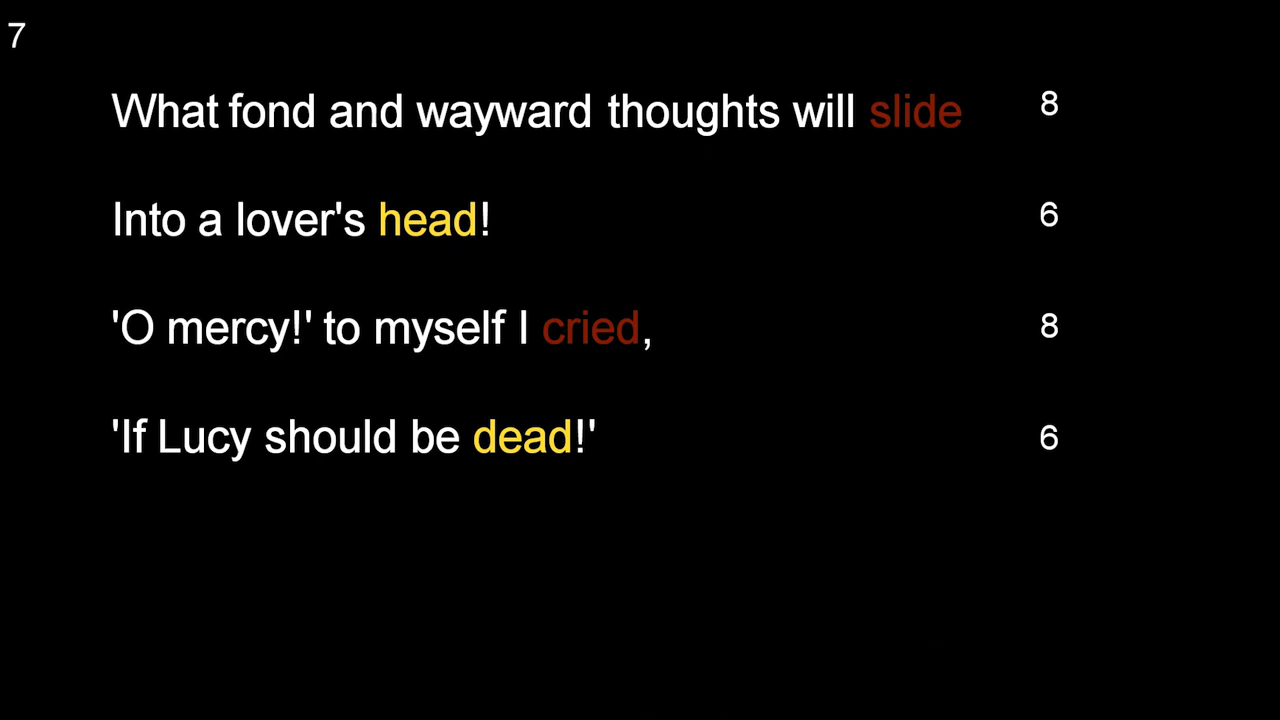 7
What fond and wayward thoughts will slide 8
Into a lover's head! 6
'O mercy!' to myself I cried, 8
'If Lucy should be dead!' 6